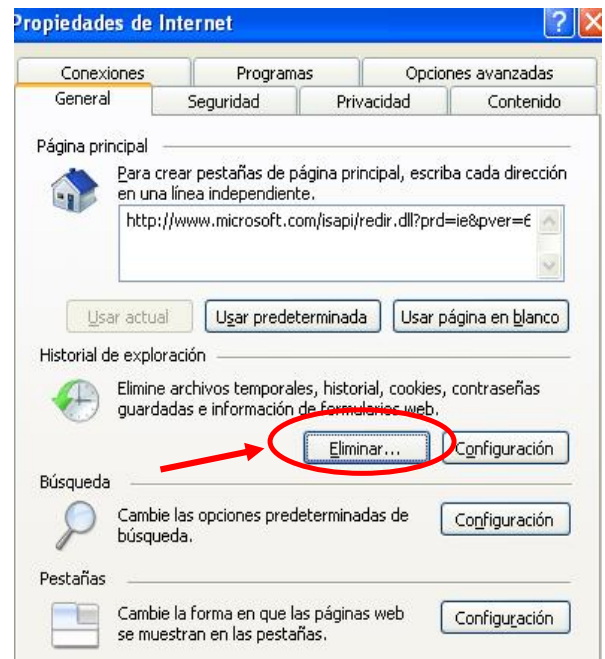 Propiedades de Internet
Conexiones Programas Opciones avanzadas
General Seguridad Privacidad Contenido
Página principal
Para crear pestañas de página principal, escriba cada dirección
en una línea independiente.
http://www.microsoft.com/isapi/redir.dll?prd=ie&pver=6
Usar actual Usar predeterminada Usar página en blanco
Historial de exploración
Elimine archivos temporales, historial, cookies, contraseñas
guardadas e información de formularios web.
Eliminar... Configuración
Búsqueda
Cambie las opciones predeterminadas de
búsqueda.
Configuración
Pestañas
Cambie la forma en que las páginas web
se muestran en las pestañas.
Configuración